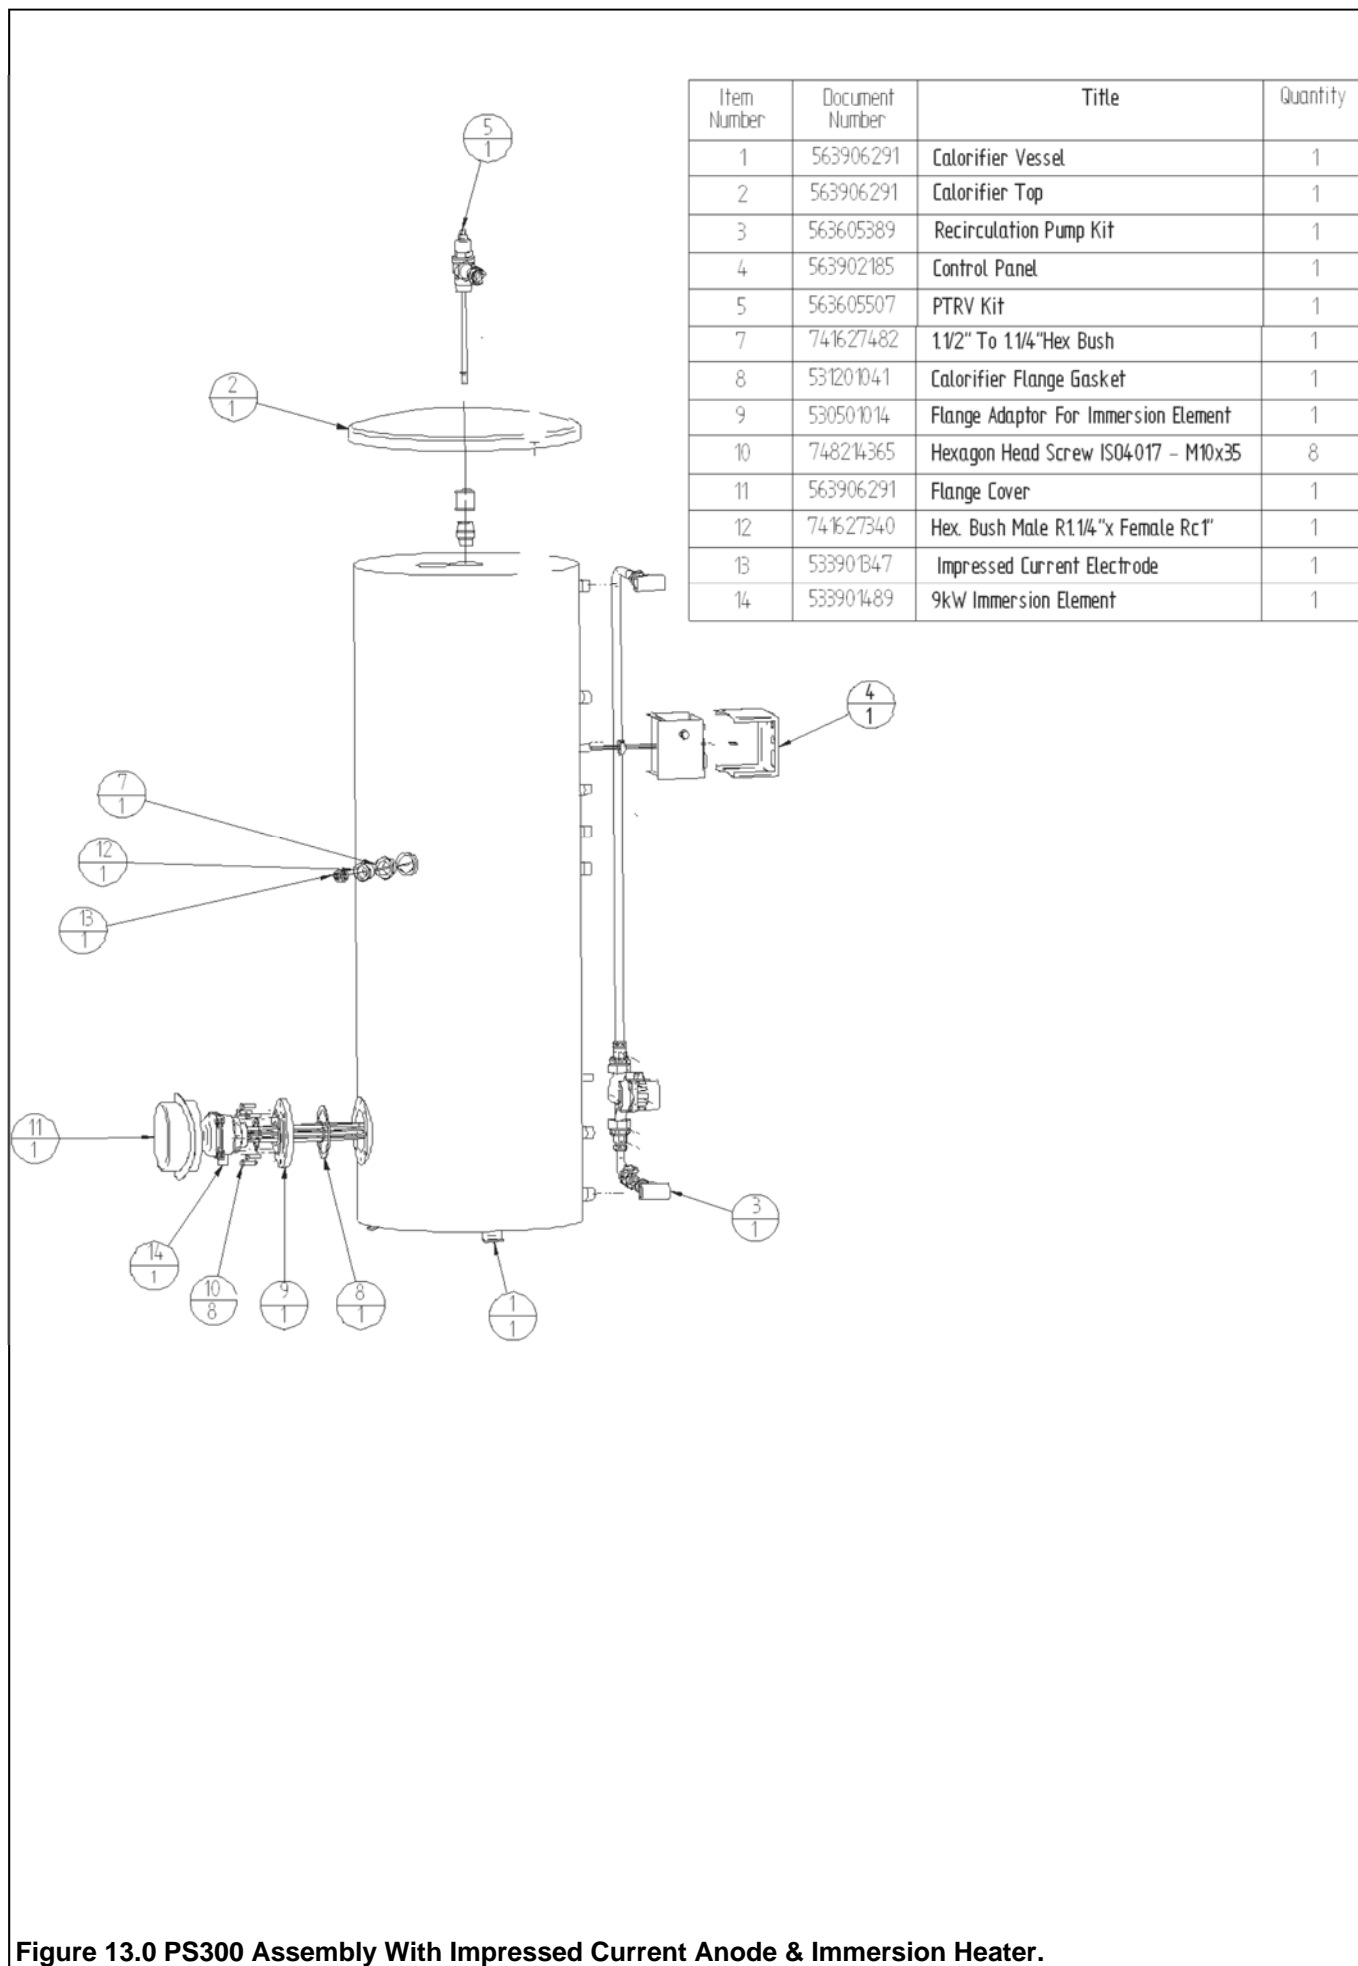 Item Number Document Number Title Quantity
1 563906291 Calorifier Vessel 1
2 563906291 Calorifier Top 1
3 563605389 Recirculation Pump Kit 1
4 563902185 Control Panel 1
5 563605507 PTRV Kit 1
7 741627482 1.1/2" To 1.1/4"Hex Bush 1
8 531201041 Calorifier Flange Gasket 1
9 530501014 Flange Adaptor For Immersion Element 1
10 748214365 Hexagon Head Screw ISO4017 - M10x35 8
11 563906291 Flange Cover 1
12 741627340 Hex. Bush Male R1.1/4"x Female Rc1" 1
13 533901347 Impressed Current Electrode 1
14 533901489 9kW Immersion Element 1
5
1
2
1
4
1
7
1
12
1
13
1
11
1
3
1
14
1
10
8
9
1
8
1
1
1
Figure 13.0 PS300 Assembly With Impressed Current Anode & Immersion Heater.